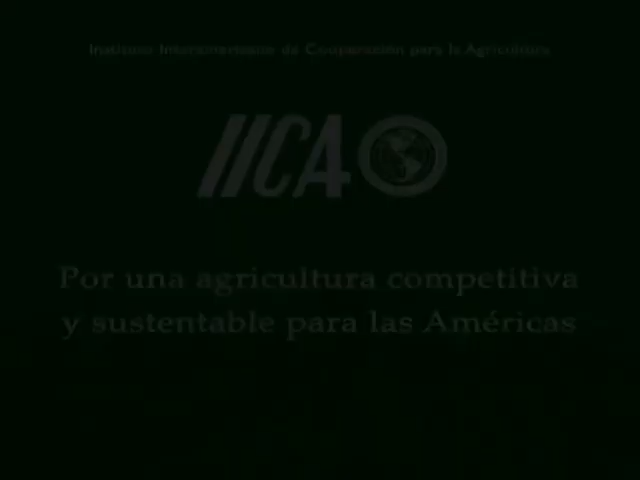 Instituto Interamericano de Cooperación para la Agricultura
IICA
Por una agricultura competitiva
y sustentable para las Américas